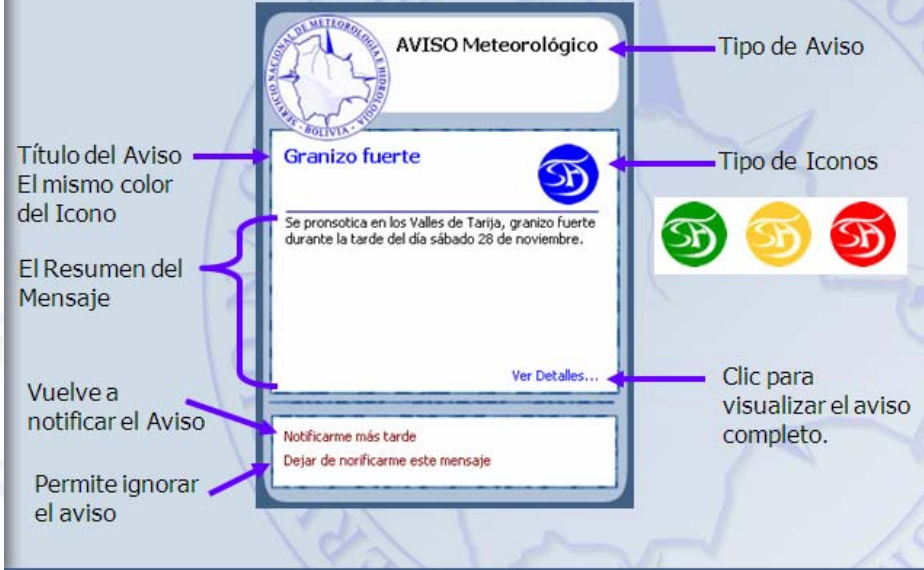 SERVICIO NACIONAL DE METEOROLOGÍA E HIDROLOGÍA
- BOLIVIA -
AVISO Meteorológico
Tipo de Aviso
Título del Aviso
El mismo color
del Icono
Granizo fuerte
Tipo de Iconos
Se pronsotica en los Valles de Tarija, granizo fuerte
durante la tarde del día sábado 28 de noviembre.
El Resumen del
Mensaje
Ver Detalles...
Clic para
visualizar el aviso
completo.
Vuelve a
notificar el Aviso
Notificarme más tarde
Dejar de norificarme este mensaje
Permite ignorar
el aviso